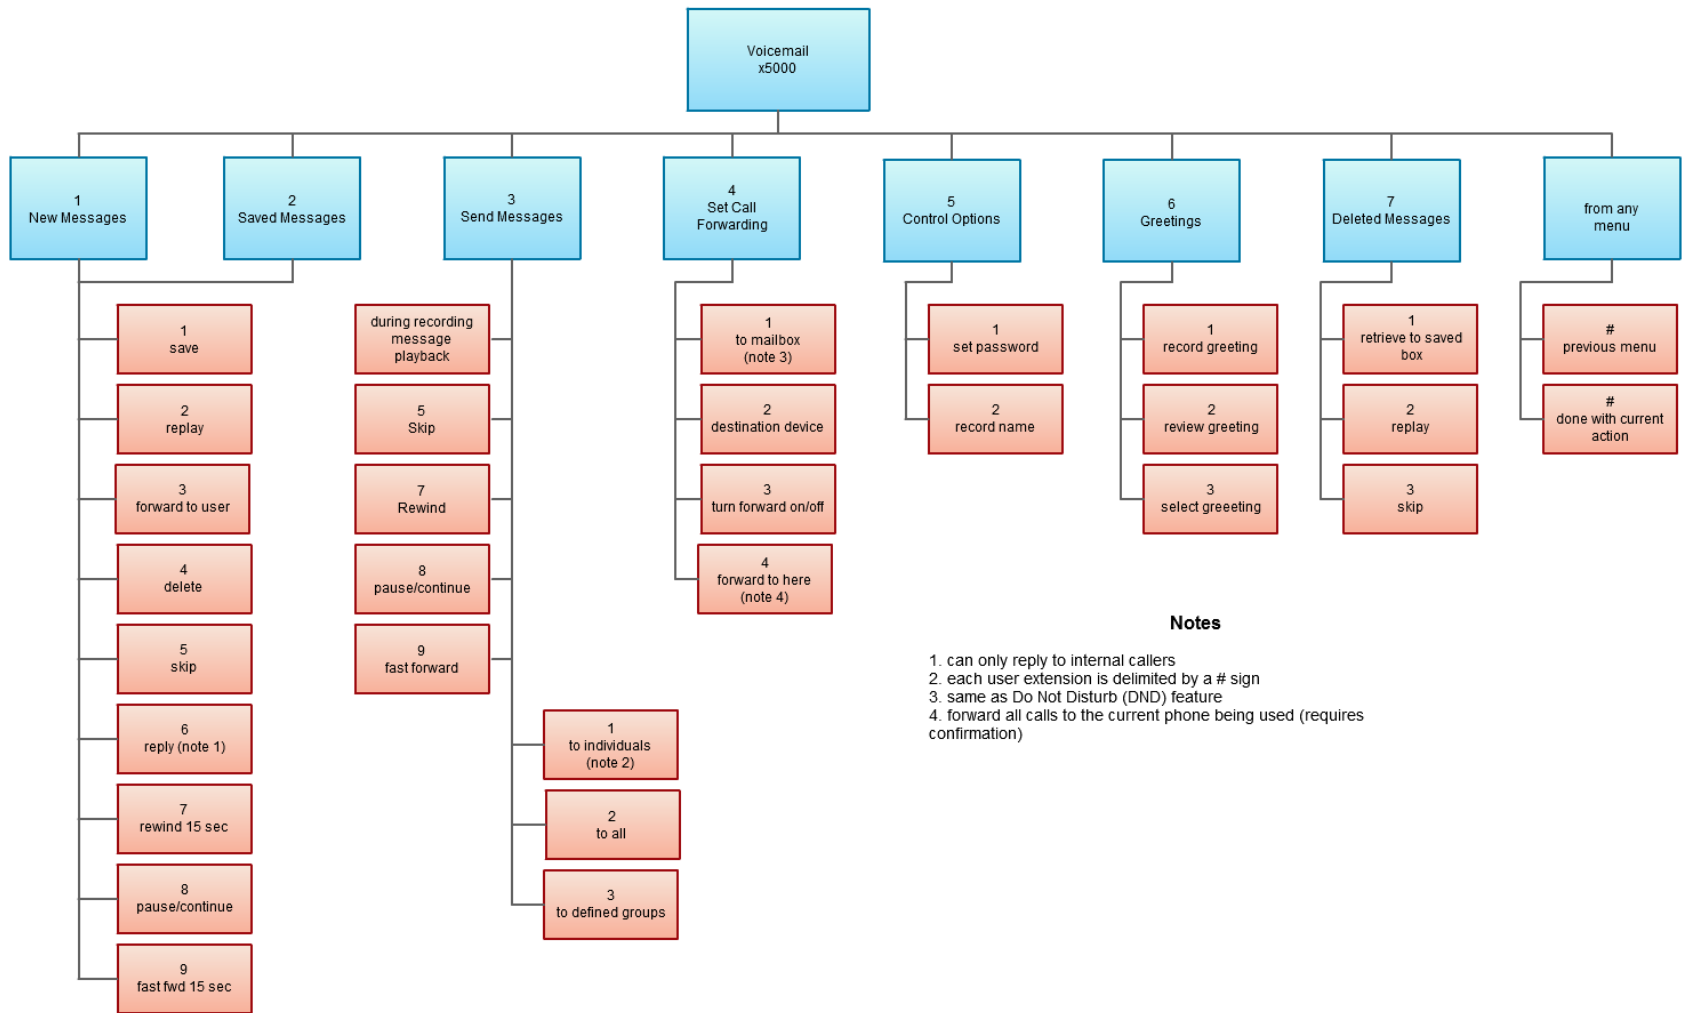 Voicemail
x5000
1
New Messages
2
Saved Messages
3
Send Messages
4
Set Call
Forwarding
5
Control Options
6
Greetings
7
Deleted Messages
from any
menu
1
save
2
replay
3
forward to user
4
delete
5
skip
6
reply (note 1)
7
rewind 15 sec
8
pause/continue
9
fast fwd 15 sec
during recording
message
playback
5
Skip
7
Rewind
8
pause/continue
9
fast forward
1
to individuals
(note 2)
2
to all
3
to defined groups
1
to mailbox
(note 3)
2
destination device
3
turn forward on/off
4
forward to here
(note 4)
1
set password
2
record name
1
record greeting
2
review greeting
3
select greeeting
1
retrieve to saved
box
2
replay
3
skip
#
previous menu
#
done with current
action
Notes
1. can only reply to internal callers
2. each user extension is delimited by a # sign
3. same as Do Not Disturb (DND) feature
4. forward all calls to the current phone being used (requires
confirmation)